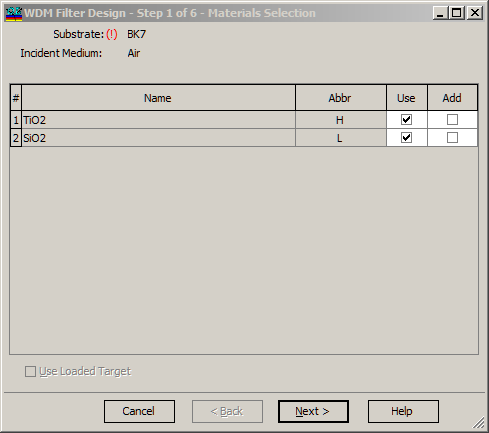 WDM Filter Design - Step 1 of 6 - Materials Selection
Substrate: (!) BK7
Incident Medium: Air
# Name Abbr Use Add
1 TiO2 H
2 SiO2 L
Use Loaded Target
Cancel < Back Next > Help